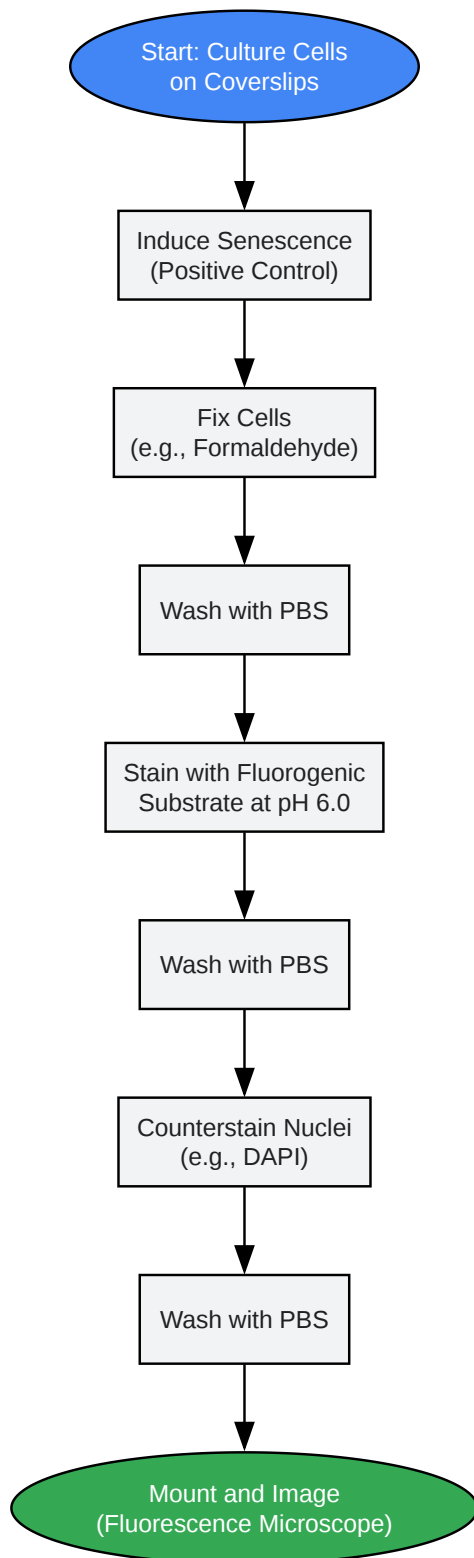 Start: Culture Cells
on Coverslips
Induce Senescence
(Positive Control)
Fix Cells
(e.g., Formaldehyde)
Wash with PBS
Stain with Fluorogenic
Substrate at pH 6.0
Wash with PBS
Counterstain Nuclei
(e.g., DAPI)
Wash with PBS
Mount and Image
(Fluorescence Microscope)